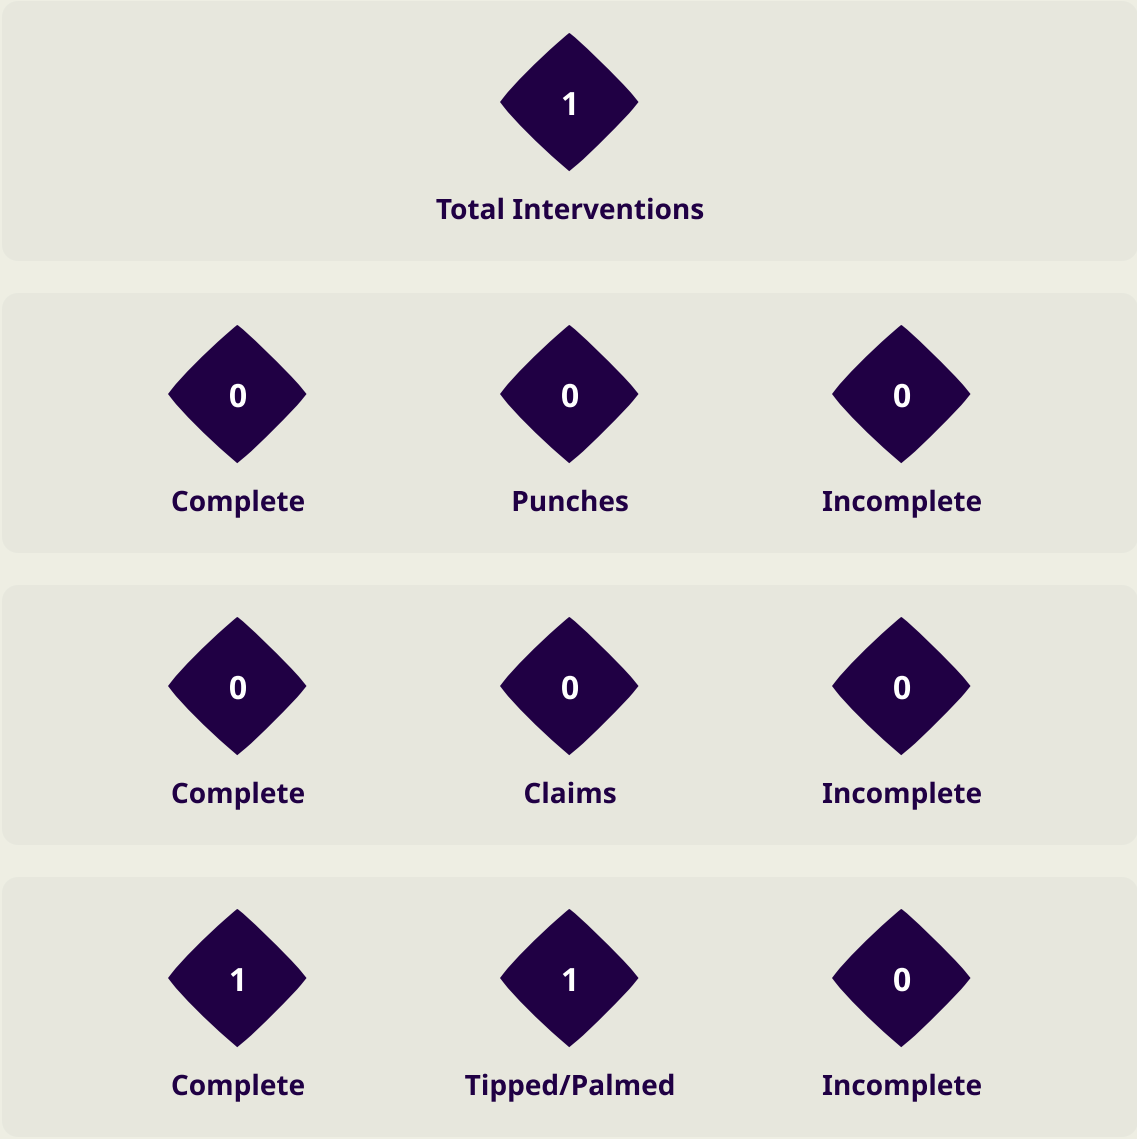 1
Total Interventions
0 0 0
Complete Punches Incomplete
0 0 0
Complete Claims Incomplete
1 1 0
Complete Tipped/Palmed Incomplete